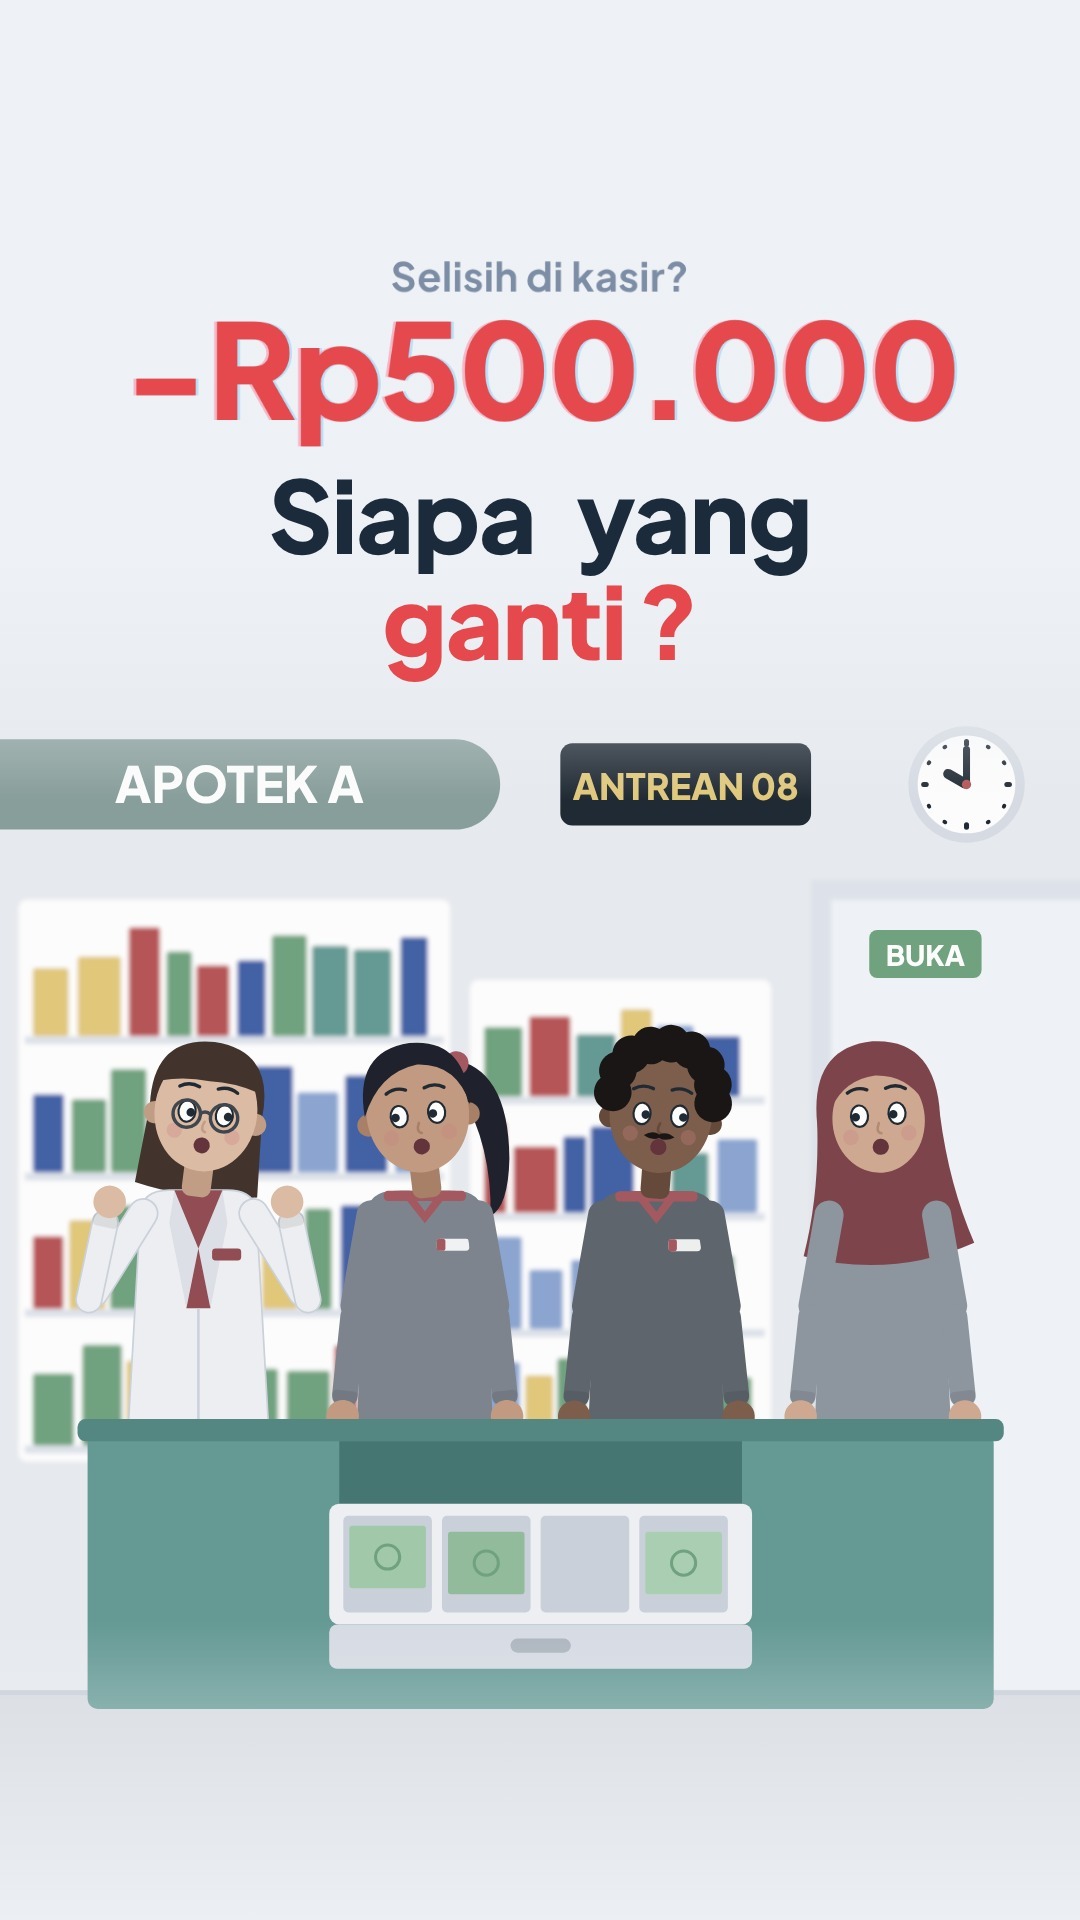 Selisih di kasir?
-Rp500.000
Siapa yang
ganti?
APOTEK A
ANTREAN 08
BUKA